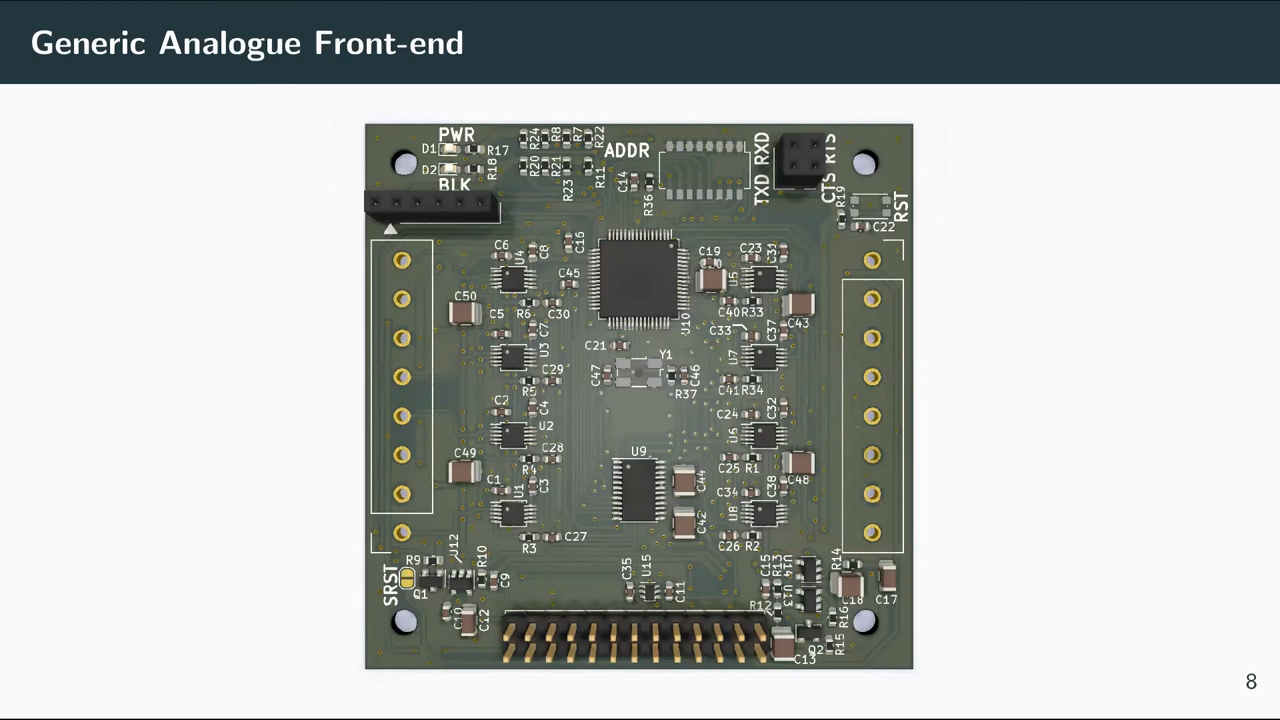 Generic Analogue Front-end
PWR
D1
R17
D2
R18
BLK
R24
R8
R7
R22
R20
R21
R23
R11
ADDR
C14
R36
TXD RXD
CTS RTS
R19
RST
C22
C6
U4
C8
C16
C45
C5
R6
C30
C50
C7
U3
C29
R5
C2
C4
U2
C28
R4
C49
C1
U1
C3
R3
C27
C19
U10
C21
Y1
C47
C46
R37
U9
C44
C42
C23
C31
U5
C40
R33
C43
C33
C37
U7
C41
R34
C24
C32
U6
C25
R1
C48
C34
C38
U8
C26
R2
SRST
R9
U12
R10
Q1
C9
C12
C35
U15
C11
C15
R13
U14
U13
R12
R14
C17
R16
R15
Q2
C13
8